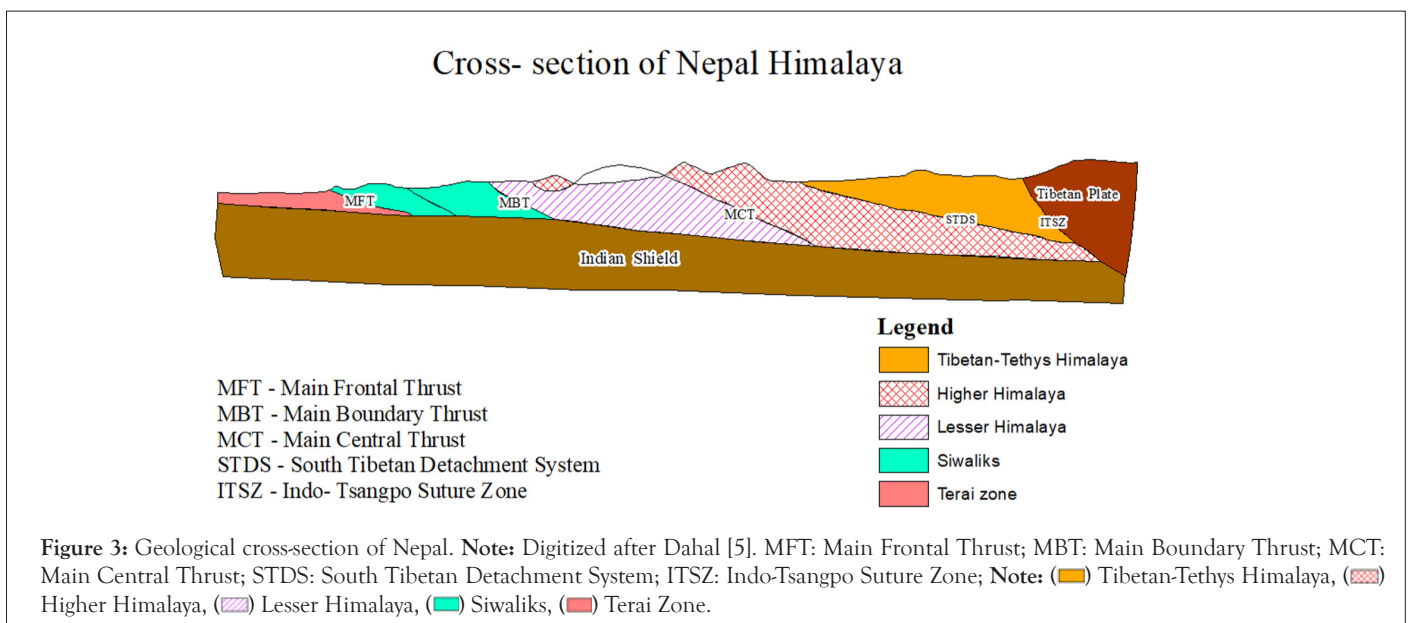 Cross- section of Nepal Himalaya
MFT
MBT
MCT
STDS
ITSZ
Tibetan Plate
Indian Shield
Legend
Tibetan-Tethys Himalaya
Higher Himalaya
Lesser Himalaya
Siwaliks
Terai zone
MFT - Main Frontal Thrust
MBT - Main Boundary Thrust
MCT - Main Central Thrust
STDS - South Tibetan Detachment System
ITSZ - Indo- Tsangpo Suture Zone
Figure 3: Geological cross-section of Nepal. Note: Digitized after Dahal [5]. MFT: Main Frontal Thrust; MBT: Main Boundary Thrust; MCT:
Main Central Thrust; STDS: South Tibetan Detachment System; ITSZ: Indo-Tsangpo Suture Zone; Note: ( ) Tibetan-Tethys Himalaya, ( )
Higher Himalaya, ( ) Lesser Himalaya, ( ) Siwaliks, ( ) Terai Zone.